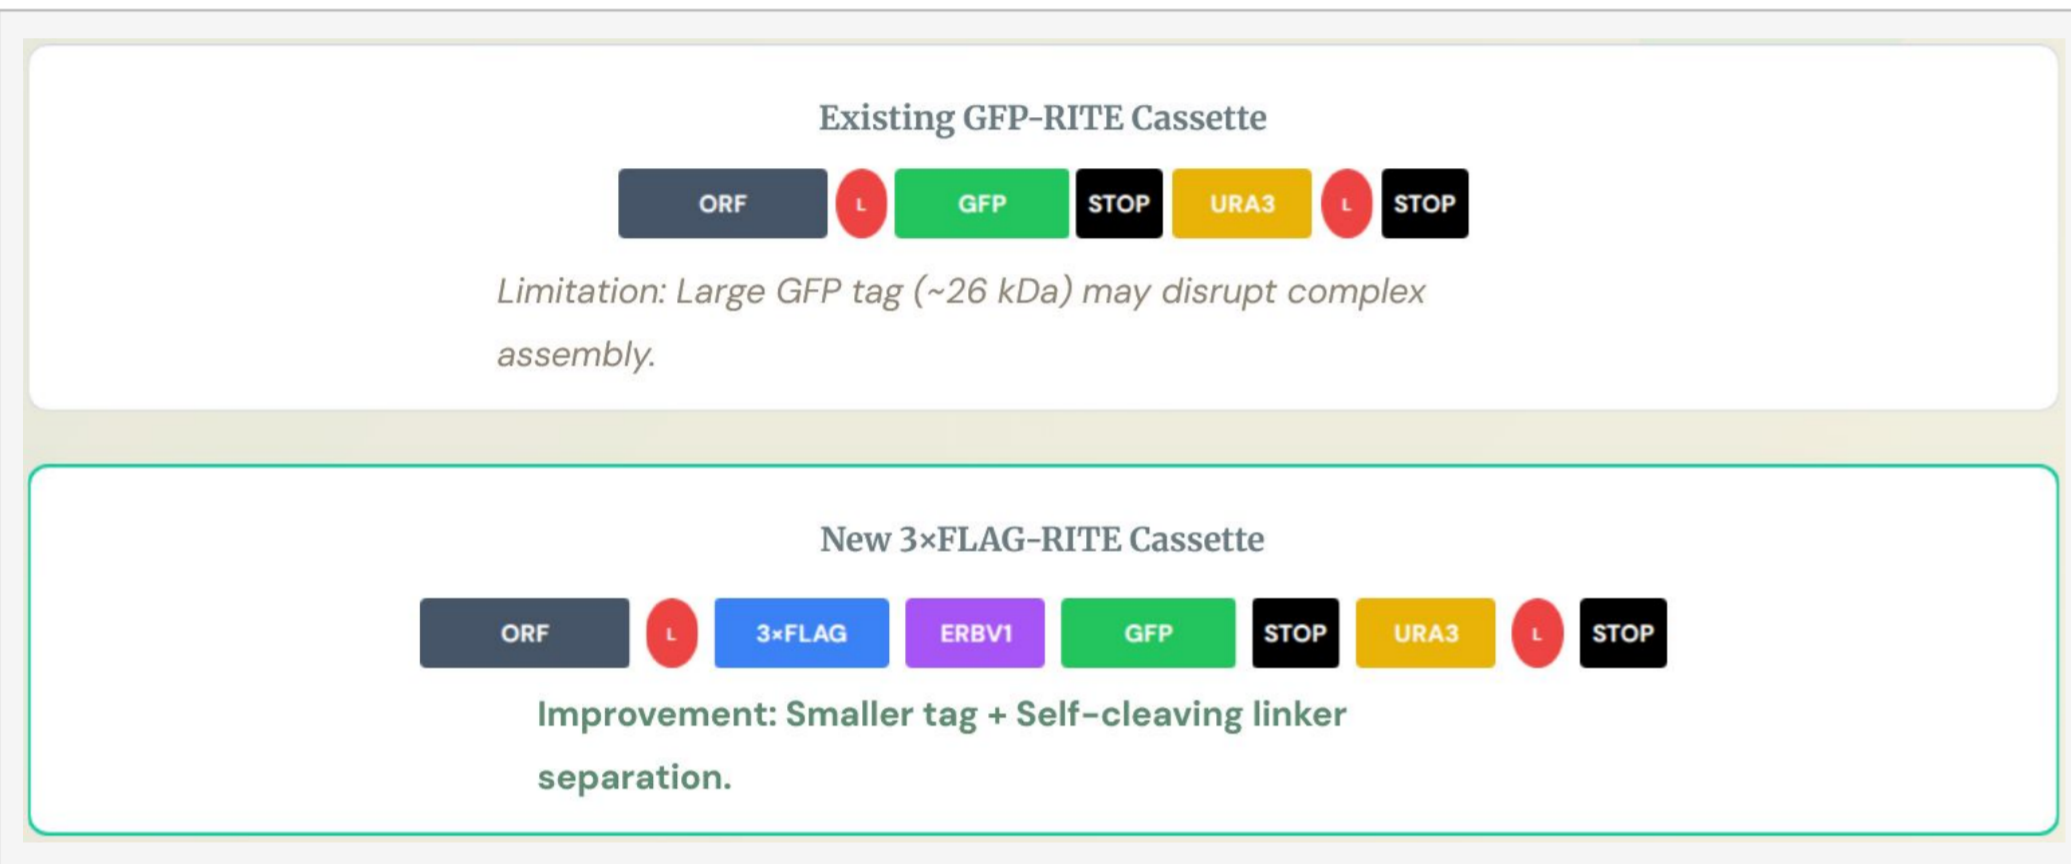 Existing GFP-RITE Cassette
ORF L GFP STOP URA3 L STOP
Limitation: Large GFP tag (~26 kDa) may disrupt complex
assembly.
New 3×FLAG-RITE Cassette
ORF L 3×FLAG ERBV1 GFP STOP URA3 L STOP
Improvement: Smaller tag + Self-cleaving linker
separation.